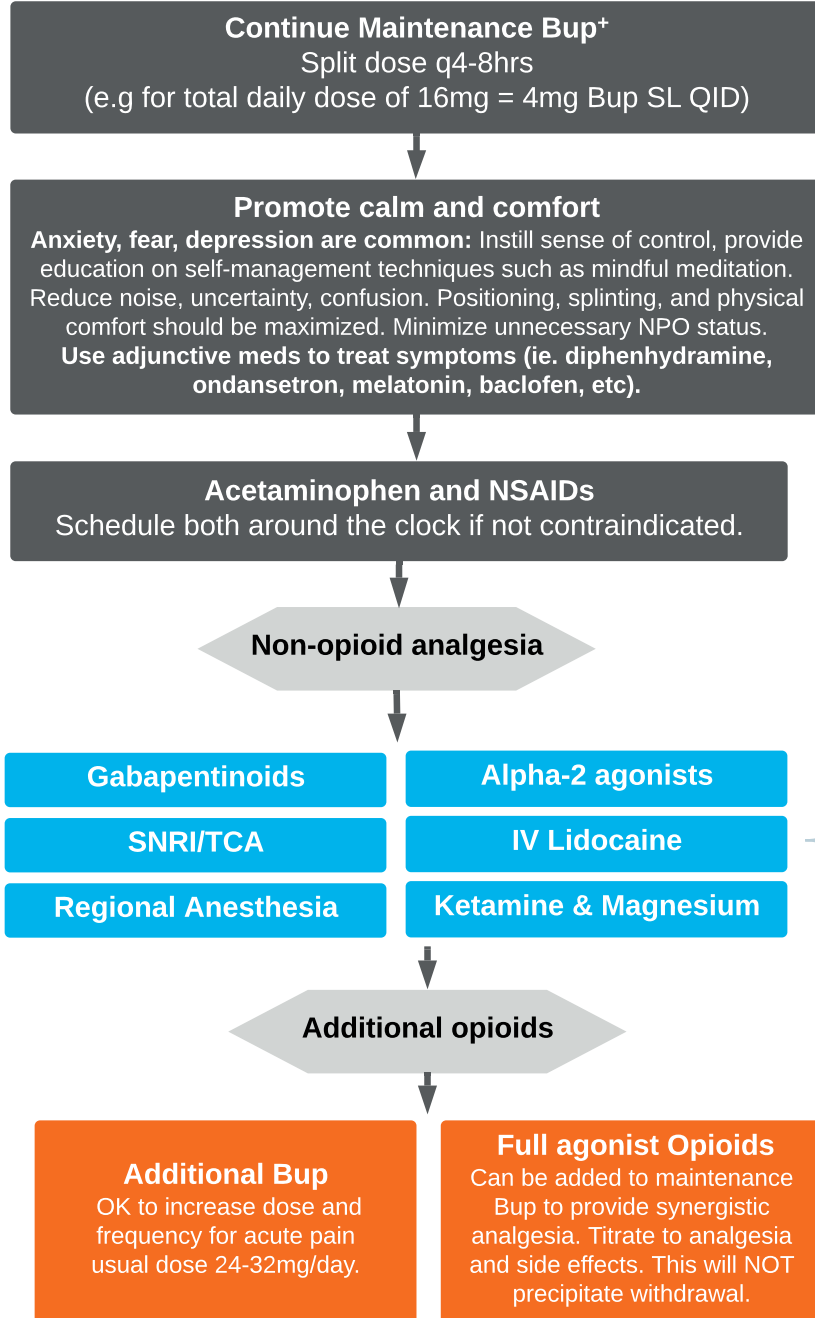 Continue Maintenance Bup⁺
Split dose q4-8hrs
(e.g for total daily dose of 16mg = 4mg Bup SL QID)
Promote calm and comfort
Anxiety, fear, depression are common: Instill sense of control, provide
education on self-management techniques such as mindful meditation.
Reduce noise, uncertainty, confusion. Positioning, splinting, and physical
comfort should be maximized. Minimize unnecessary NPO status.
Use adjunctive meds to treat symptoms (ie. diphenhydramine,
ondansetron, melatonin, baclofen, etc).
Acetaminophen and NSAIDs
Schedule both around the clock if not contraindicated.
Non-opioid analgesia
Gabapentinoids
Alpha-2 agonists
SNRI/TCA
IV Lidocaine
Regional Anesthesia
Ketamine & Magnesium
Additional opioids
Additional Bup
OK to increase dose and
frequency for acute pain
usual dose 24-32mg/day.
Full agonist Opioids
Can be added to maintenance
Bup to provide synergistic
analgesia. Titrate to analgesia
and side effects. This will NOT
precipitate withdrawal.